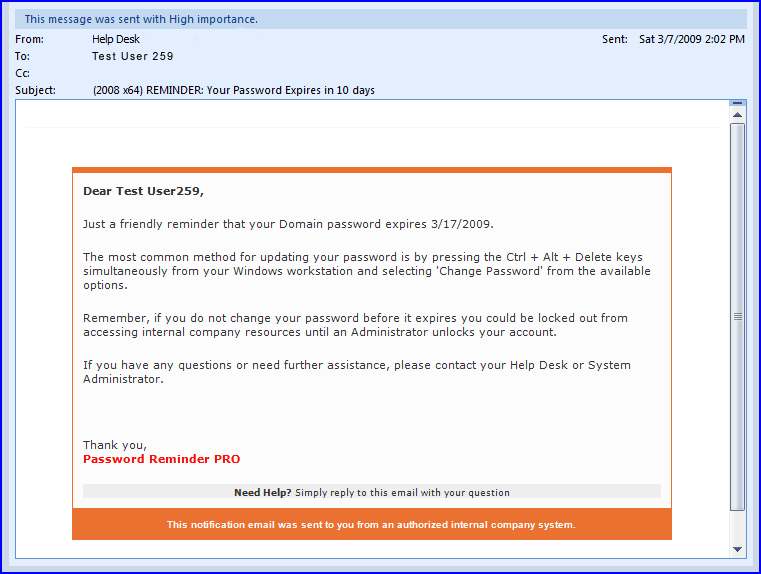 This message was sent with High importance.
From: Help Desk Sent: Sat 3/7/2009 2:02 PM
To: Test User 259
Cc:
Subject: (2008 x64) REMINDER: Your Password Expires in 10 days
Dear Test User259,
Just a friendly reminder that your Domain password expires 3/17/2009.
The most common method for updating your password is by pressing the Ctrl + Alt + Delete keys
simultaneously from your Windows workstation and selecting 'Change Password' from the available
options.
Remember, if you do not change your password before it expires you could be locked out from
accessing internal company resources until an Administrator unlocks your account.
If you have any questions or need further assistance, please contact your Help Desk or System
Administrator.
Thank you,
Password Reminder PRO
Need Help? Simply reply to this email with your question
This notification email was sent to you from an authorized internal company system.